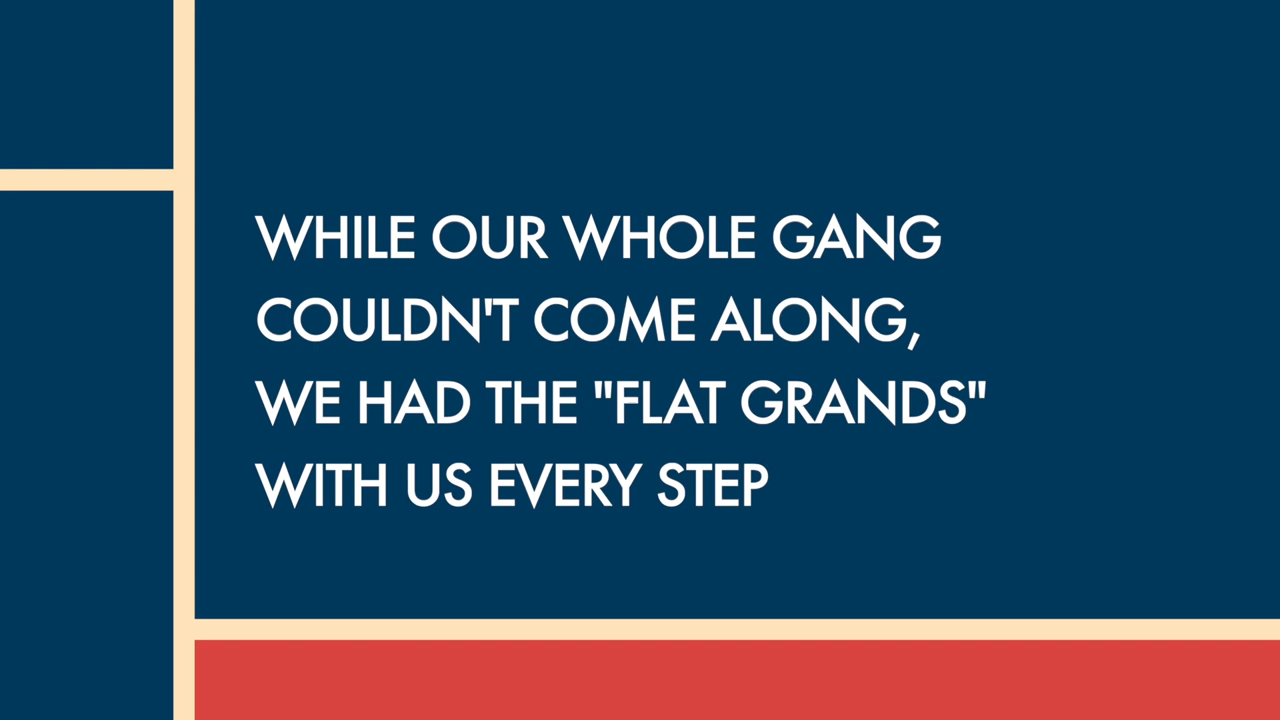 WHILE OUR WHOLE GANG
COULDN'T COME ALONG,
WE HAD THE "FLAT GRANDS"
WITH US EVERY STEP